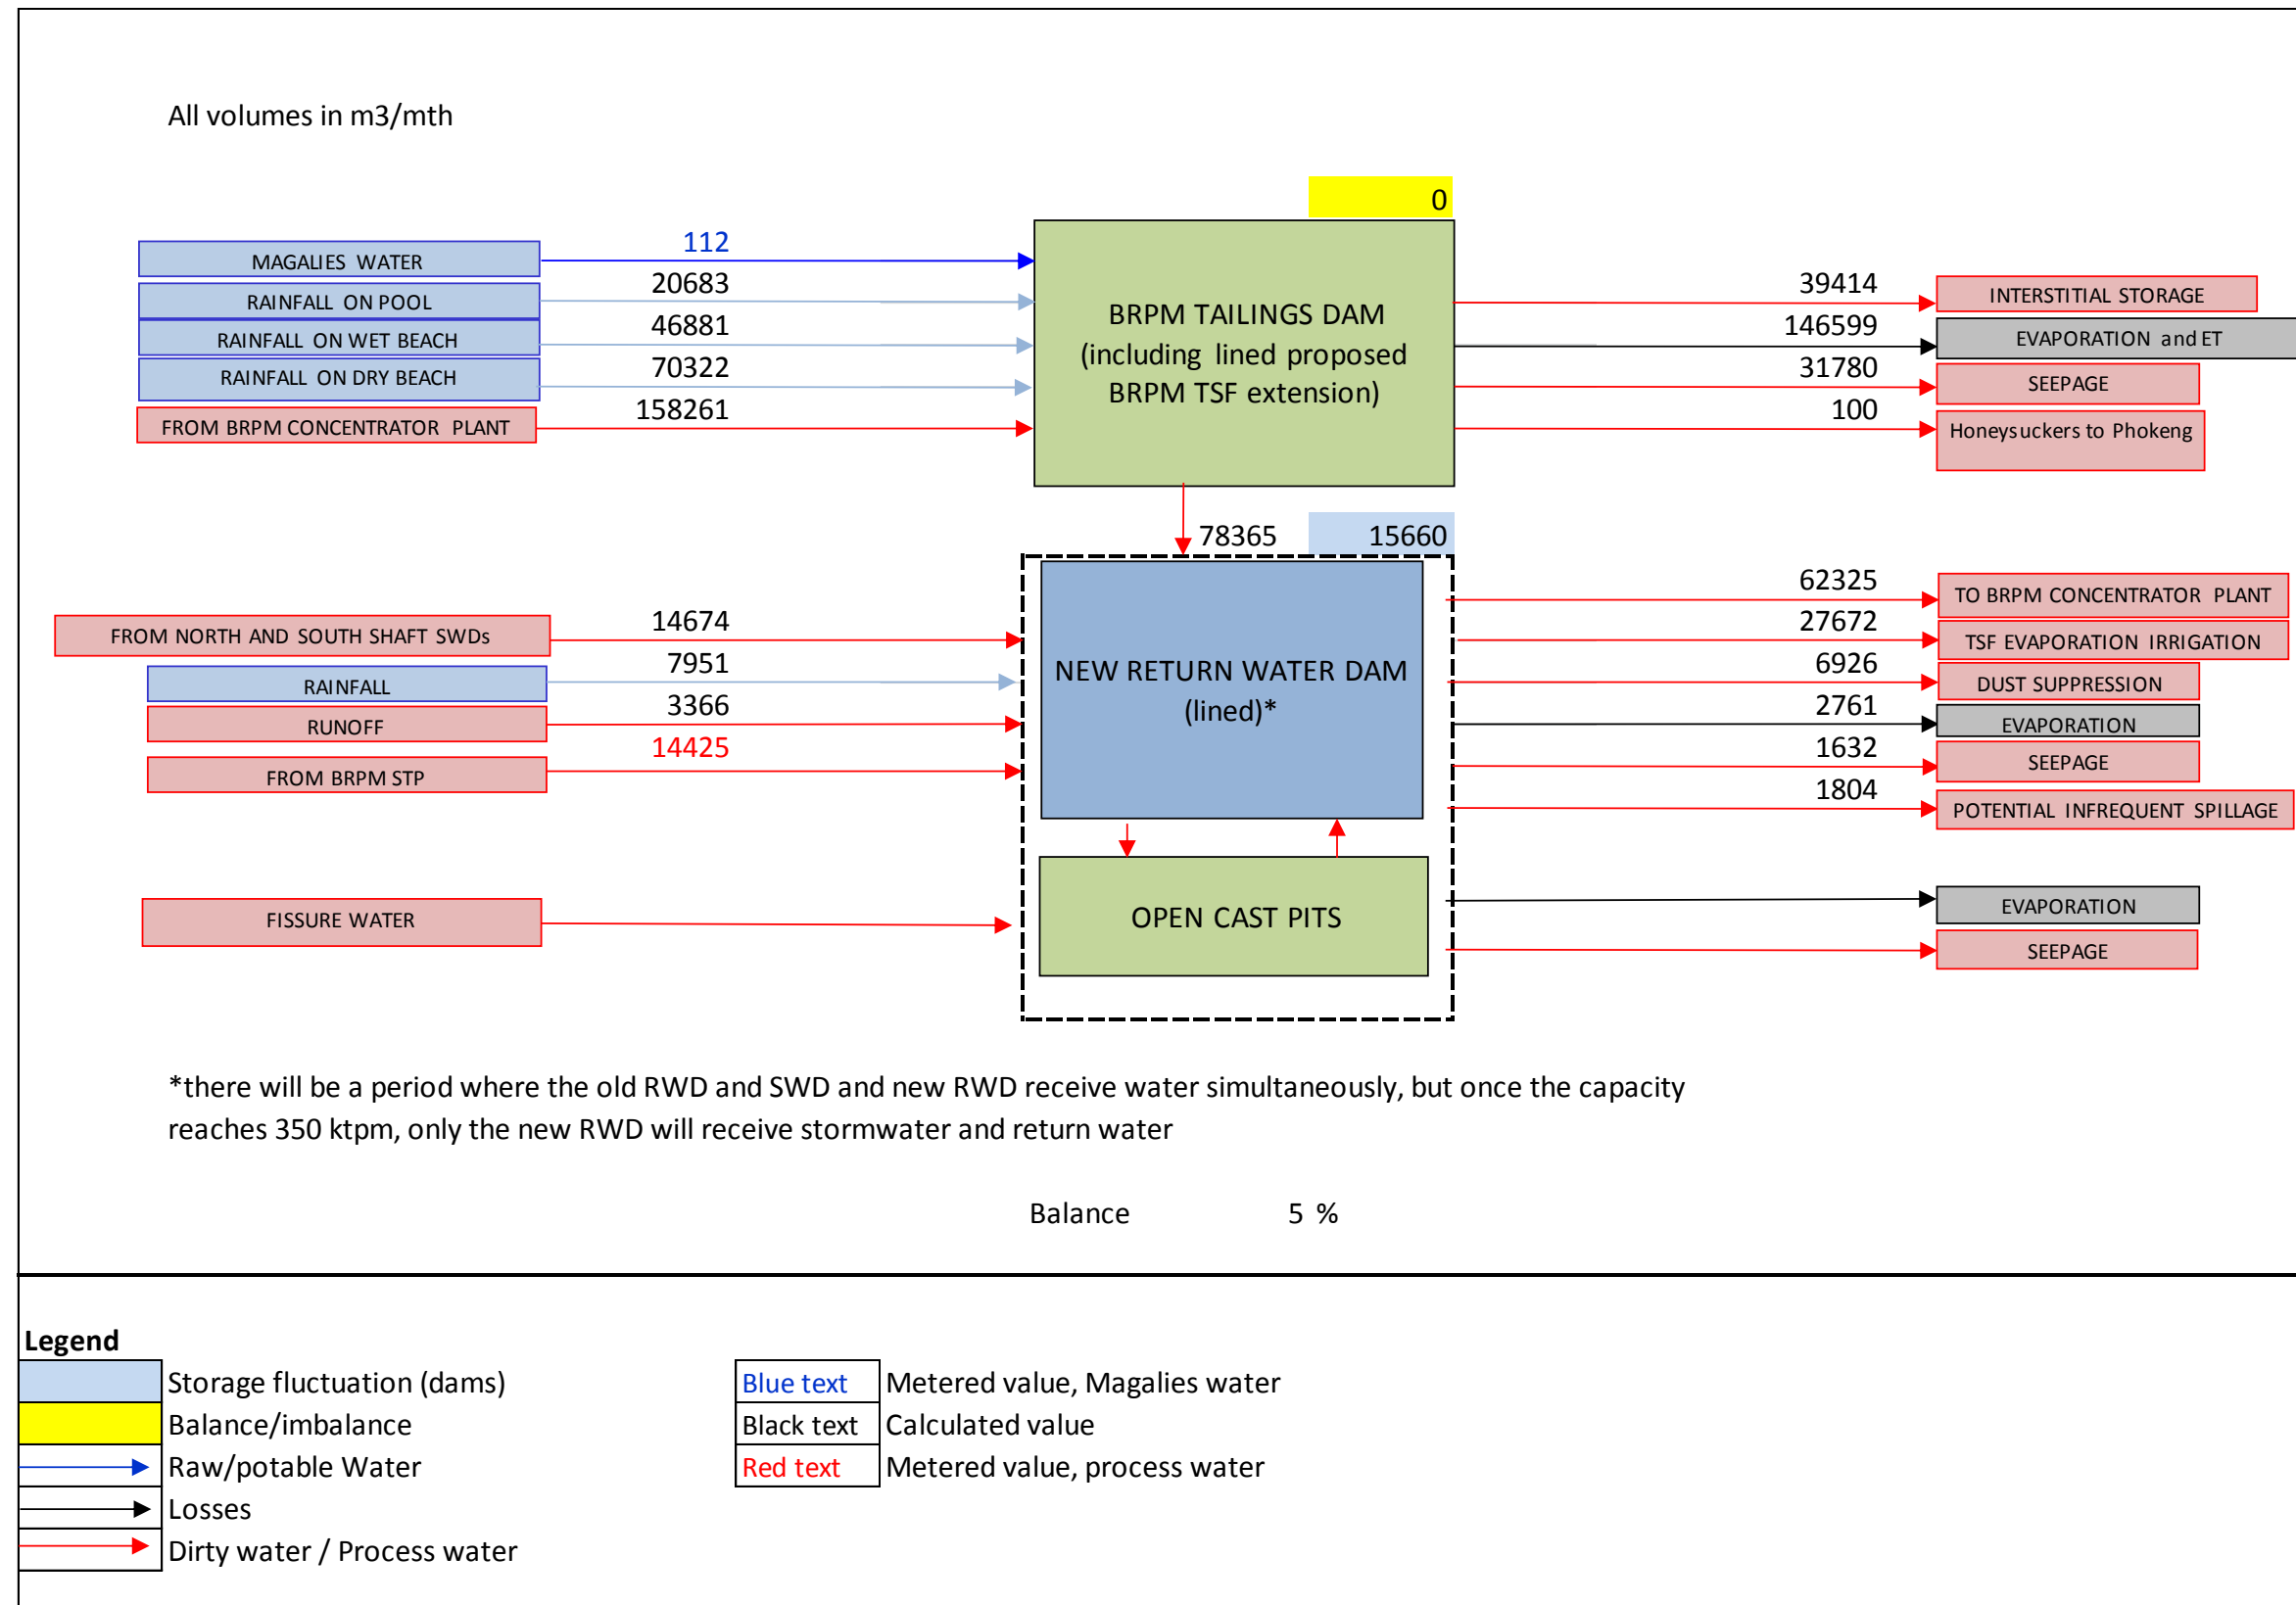 All volumes in m3/mth
0
MAGALIES WATER
112
RAINFALL ON POOL
20683
RAINFALL ON WET BEACH
46881
RAINFALL ON DRY BEACH
70322
FROM BRPM CONCENTRATOR PLANT
158261
BRPM TAILINGS DAM
(including lined proposed
BRPM TSF extension)
39414
INTERSTITIAL STORAGE
146599
EVAPORATION and ET
31780
SEEPAGE
100
Honeysuckers to Phokeng
78365
15660
FROM NORTH AND SOUTH SHAFT SWDs
14674
RAINFALL
7951
RUNOFF
3366
FROM BRPM STP
14425
NEW RETURN WATER DAM
(lined)*
62325
TO BRPM CONCENTRATOR PLANT
27672
TSF EVAPORATION IRRIGATION
6926
DUST SUPPRESSION
2761
EVAPORATION
1632
SEEPAGE
1804
POTENTIAL INFREQUENT SPILLAGE
FISSURE WATER
OPEN CAST PITS
EVAPORATION
SEEPAGE
*there will be a period where the old RWD and SWD and new RWD receive water simultaneously, but once the capacity
reaches 350 ktpm, only the new RWD will receive stormwater and return water
Balance 5 %
Legend
Storage fluctuation (dams)
Balance/imbalance
Raw/potable Water
Losses
Dirty water / Process water
Blue text Metered value, Magalies water
Black text Calculated value
Red text Metered value, process water